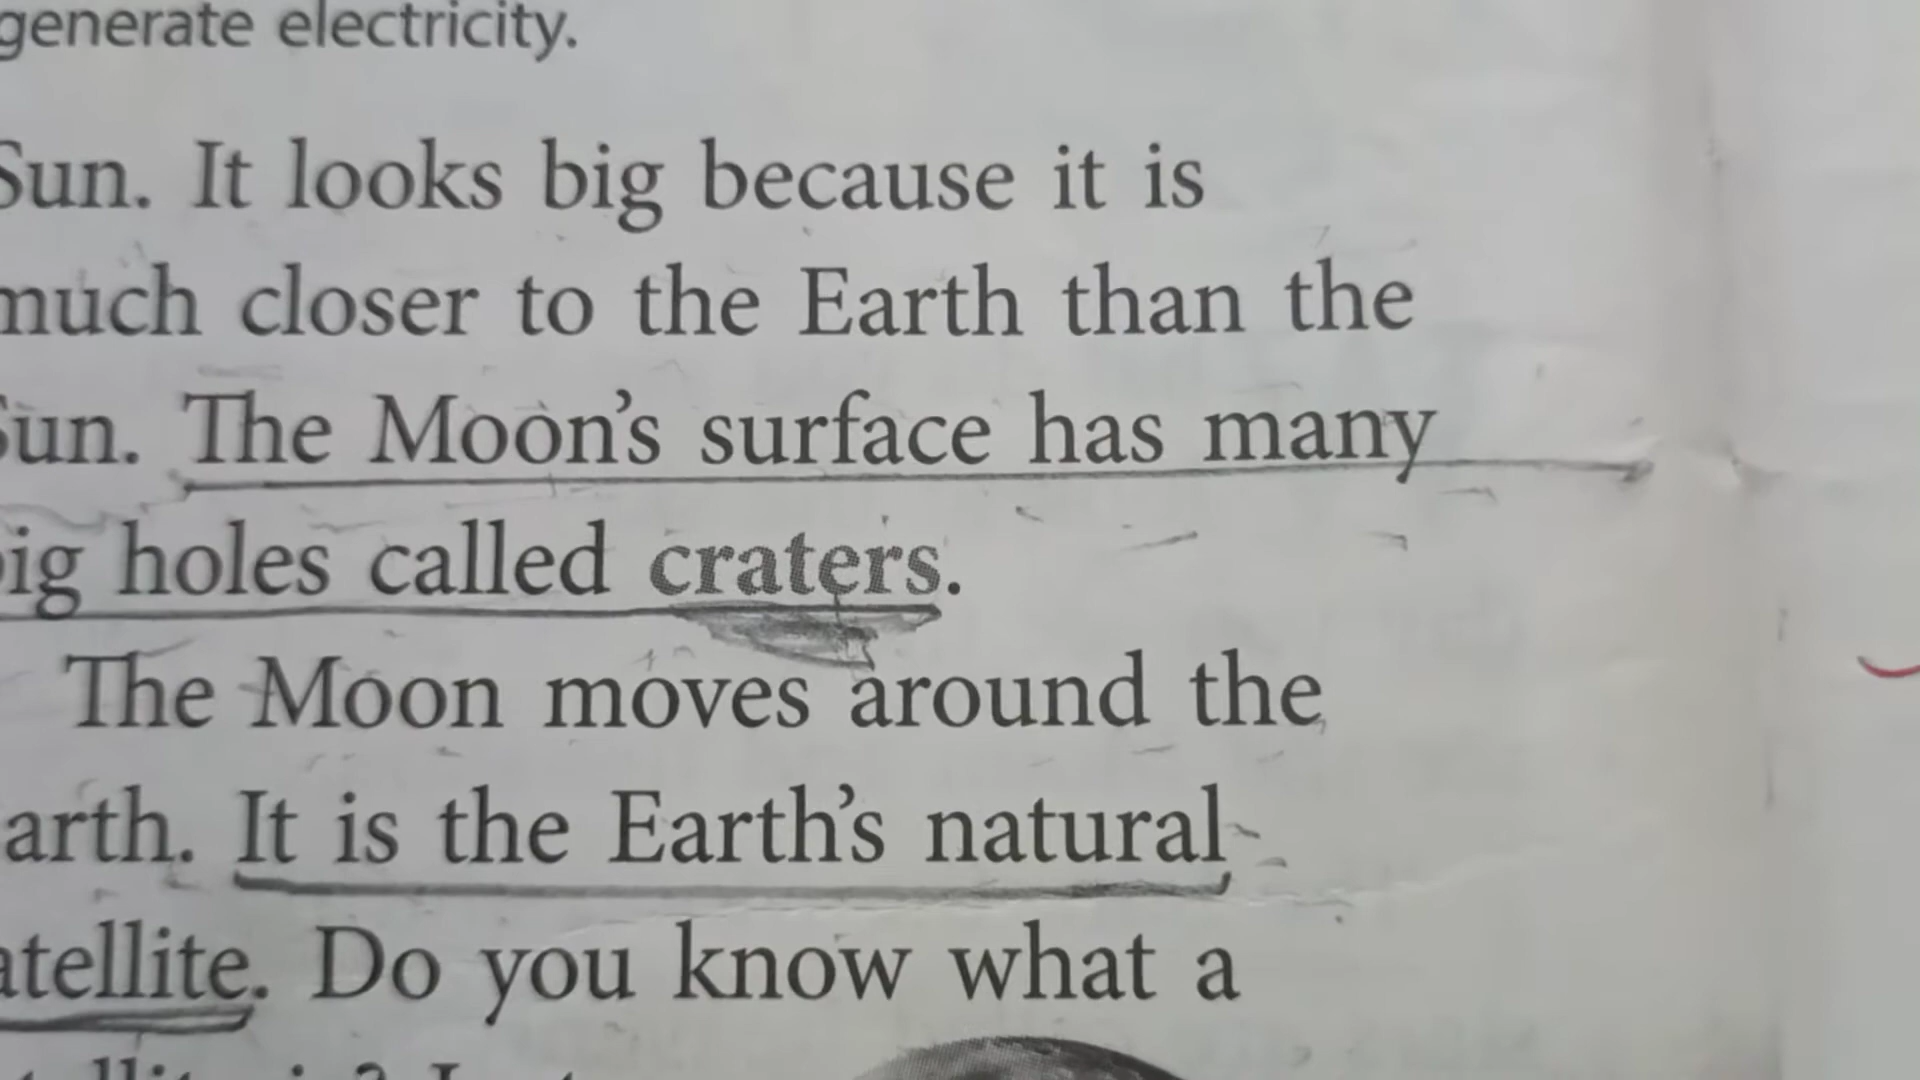 generate electricity.
Sun. It looks big because it is
much closer to the Earth than the
Sun. The Moon's surface has many
big holes called craters.
The Moon moves around the
arth. It is the Earth's natural
atellite. Do you know what a